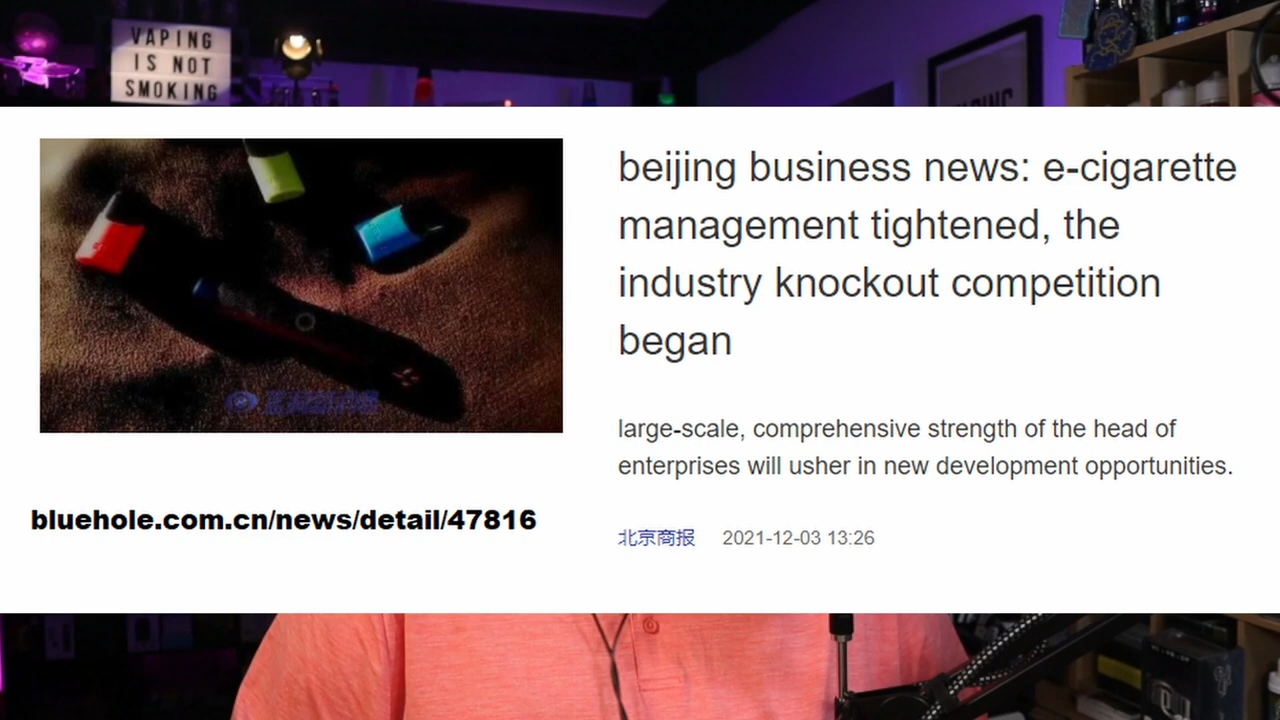 VAPING
IS NOT
SMOKING
beijing business news: e-cigarette
management tightened, the
industry knockout competition
began
large-scale, comprehensive strength of the head of
enterprises will usher in new development opportunities.
bluehole.com.cn/news/detail/47816
北京商报 2021-12-03 13:26